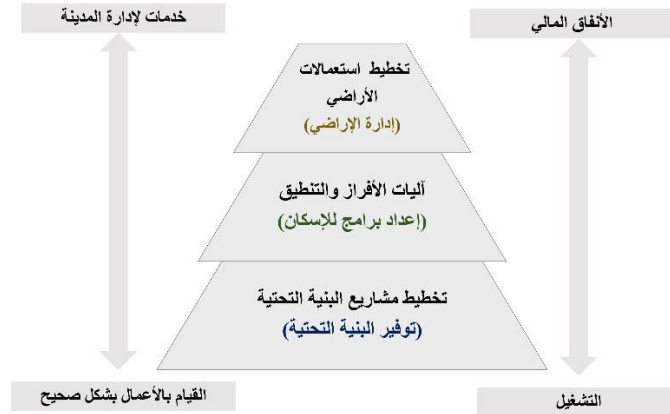 الأنفاق المالي
خدمات لإدارة المدينة
تخطيط استعمالات
الأراضي
(إدارة الإراضي)
آليات الأفراز والتنطيق
(إعداد برامج للإسكان)
تخطيط مشاريع البنية التحتية
(توفير البنية التحتية)
التشغيل
القيام بالأعمال بشكل صحيح